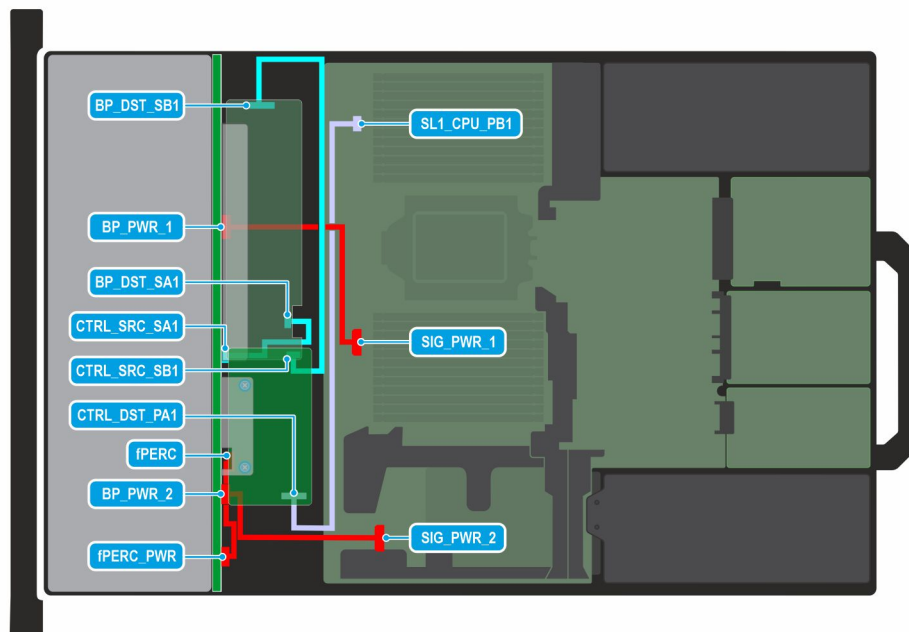 BP_DST_SB1
SL1_CPU_PB1
BP_PWR_1
BP_DST_SA1
CTRL_SRC_SA1
SIG_PWR_1
CTRL_SRC_SB1
CTRL_DST_PA1
fPERC
BP_PWR_2
SIG_PWR_2
fPERC_PWR